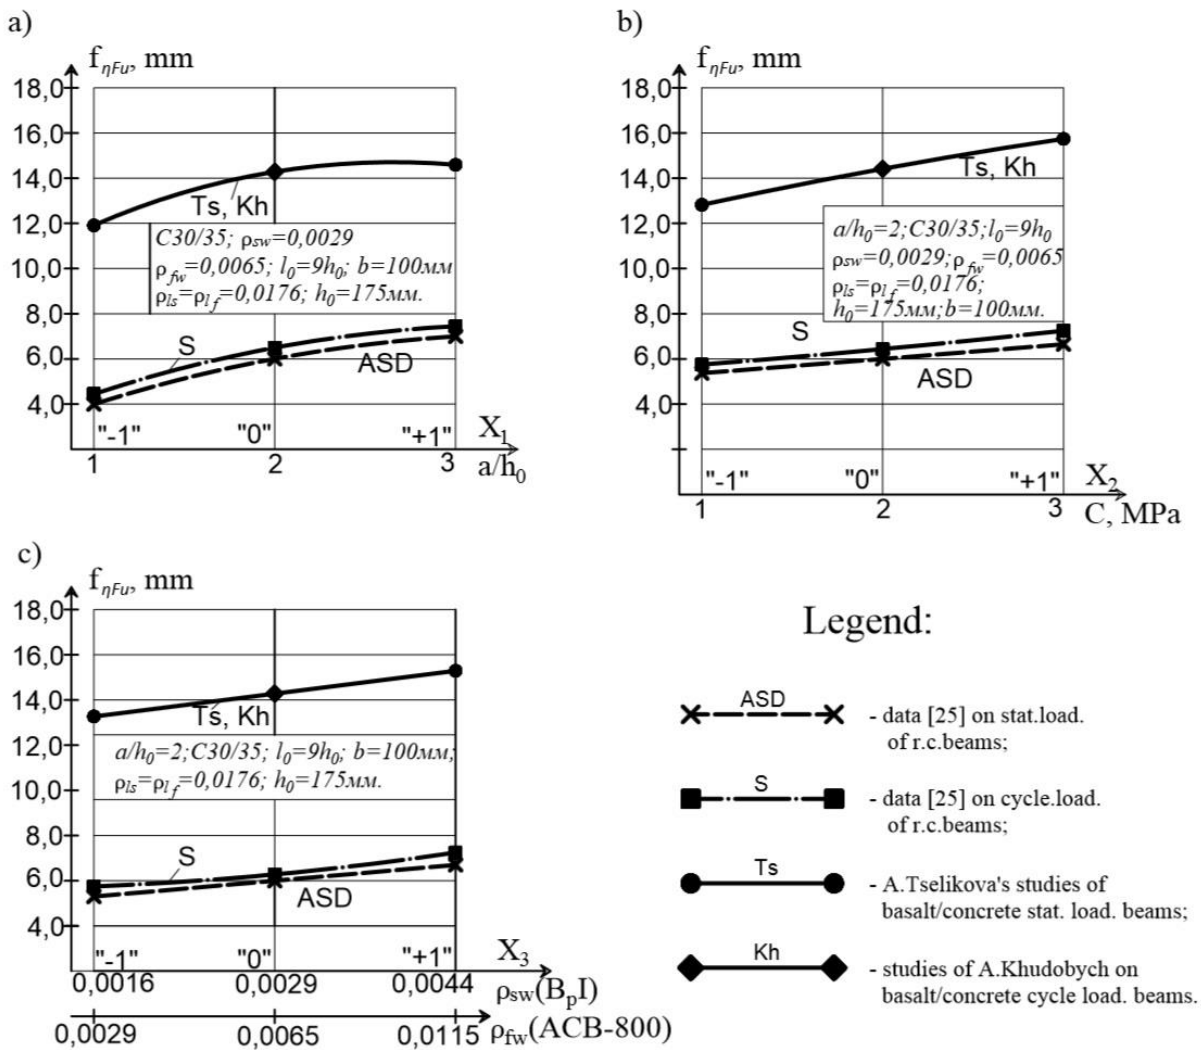 a)
f_ηFu, mm
18,0
16,0
14,0
12,0
10,0
8,0
6,0
4,0
Ts, Kh
C30/35; ρsw=0,0029
ρfw=0,0065; l0=9h0; b=100мм
ρls=ρlf=0,0176; h0=175мм.
S
ASD
"-1" "0" "+1" X1
1 2 3 a/h0
b)
f_ηFu, mm
18,0
16,0
14,0
12,0
10,0
8,0
6,0
4,0
Ts, Kh
a/h0=2;C30/35;l0=9h0
ρsw=0,0029;ρfw=0,0065
ρls=ρlf=0,0176;
h0=175мм;b=100мм.
S
ASD
"-1" "0" "+1" X2
1 2 3 C, MPa
c)
f_ηFu, mm
18,0
16,0
14,0
12,0
10,0
8,0
6,0
4,0
Ts, Kh
a/h0=2;C30/35; l0=9h0; b=100мм;
ρls=ρlf=0,0176; h0=175мм.
S
ASD
"-1" "0" "+1" X3
0,0016 0,0029 0,0044 ρsw(BpI)
0,0029 0,0065 0,0115 ρfw(ACB-800)
Legend:
ASD - data [25] on stat.load.
of r.c.beams;
S - data [25] on cycle.load.
of r.c.beams;
Ts - A.Tselikova's studies of
basalt/concrete stat. load. beams;
Kh - studies of A.Khudobych on
basalt/concrete cycle load. beams.